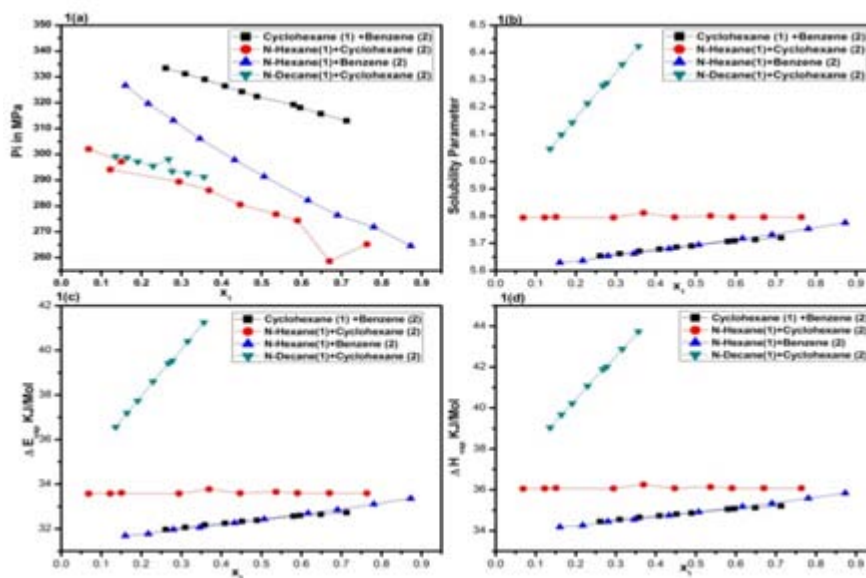 1(a)
Cyclohexane (1) +Benzene (2)
N-Hexane(1)+Cyclohexane (2)
N-Hexane(1)+Benzene (2)
N-Decane(1)+Cyclohexane (2)
Pi in MPa
350
340
330
320
310
300
290
280
270
260
0.0 0.1 0.2 0.3 0.4 0.5 0.6 0.7 0.8 0.9
X₁
1(b)
Cyclohexane (1) +Benzene (2)
N-Hexane(1)+Cyclohexane (2)
N-Hexane(1)+Benzene (2)
N-Decane(1)+Cyclohexane (2)
Solubility Parameter
6.5
6.4
6.3
6.2
6.1
6.0
5.9
5.8
5.7
5.6
0.0 0.1 0.2 0.3 0.4 0.5 0.6 0.7 0.8 0.9
X₁
1(c)
Cyclohexane (1) +Benzene (2)
N-Hexane(1)+Cyclohexane (2)
N-Hexane(1)+Benzene (2)
N-Decane(1)+Cyclohexane (2)
Δ E vap KJ/Mol
42
40
38
36
34
32
0.0 0.1 0.2 0.3 0.4 0.5 0.6 0.7 0.8 0.9
1(d)
Cyclohexane (1) +Benzene (2)
N-Hexane(1)+Cyclohexane (2)
N-Hexane(1)+Benzene (2)
N-Decane(1)+Cyclohexane (2)
Δ H vap KJ/Mol
44
42
40
38
36
34
0.0 0.1 0.2 0.3 0.4 0.5 0.6 0.7 0.8 0.9